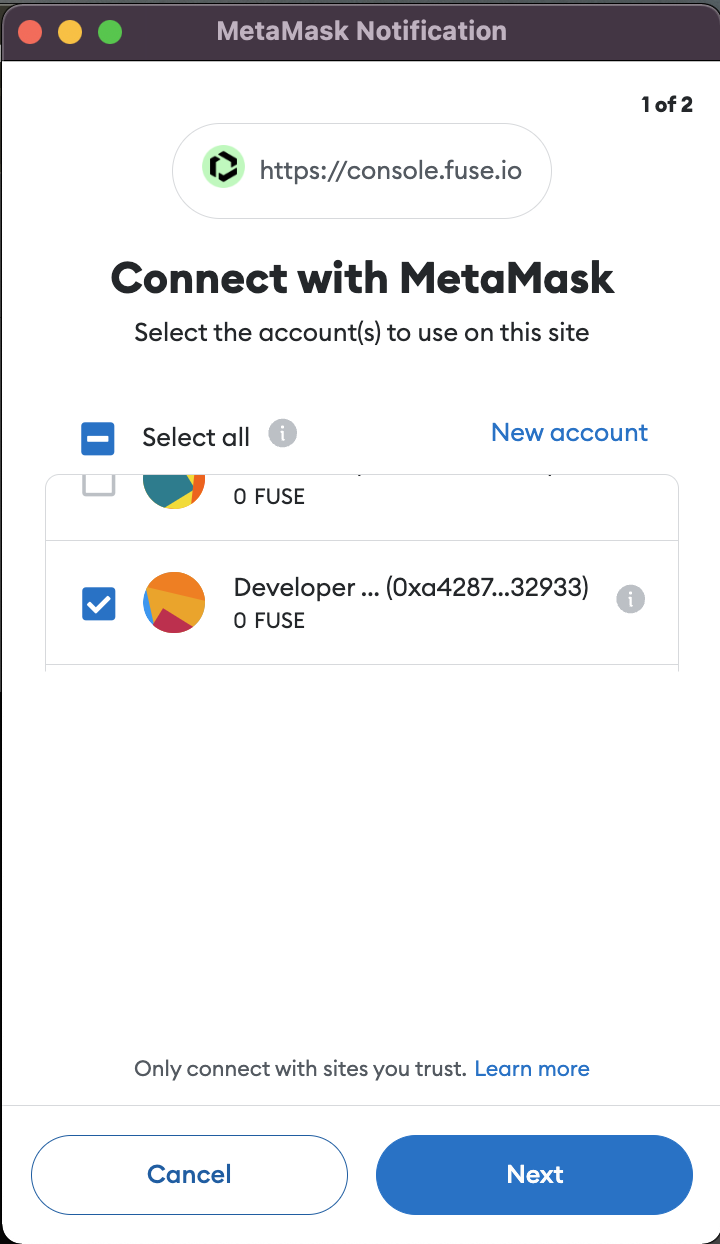 MetaMask Notification
1 of 2
https://console.fuse.io
Connect with MetaMask
Select the account(s) to use on this site
Select all
New account
0 FUSE
Developer ... (0xa4287...32933)
0 FUSE
Only connect with sites you trust. Learn more
Cancel
Next